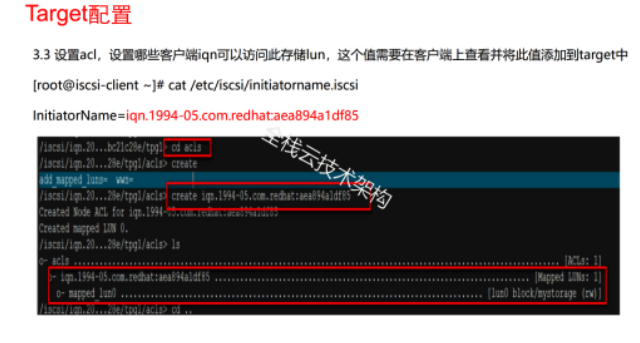 Target配置
3.3 设置acl，设置哪些客户端iqn可以访问此存储lun，这个值需要在客户端上查看并将此值添加到target中
[root@iscsi-client ~]# cat /etc/iscsi/initiatorname.iscsi
InitiatorName=iqn.1994-05.com.redhat:aea894a1df85
/iscsi/iqn.20...bc21c28e/tpg1> cd acls
/iscsi/iqn.20...28e/tpg1/acls> create
add_mapped_luns= wwn=
/iscsi/iqn.20...28e/tpg1/acls> create iqn.1994-05.com.redhat:aea894a1df85
Created Node ACL for iqn.1994-05.com.redhat:aea894a1df85
Created mapped LUN 0.
/iscsi/iqn.20...28e/tpg1/acls> ls
o- acls ........ [ACLs: 1]
o- iqn.1994-05.com.redhat:aea894a1df85 ........ [Mapped LUNs: 1]
o- mapped_lun0 ........ [lun0 block/mystorage (rw)]
/iscsi/iqn.20...28e/tpg1/acls> cd ..
全栈云技术架构